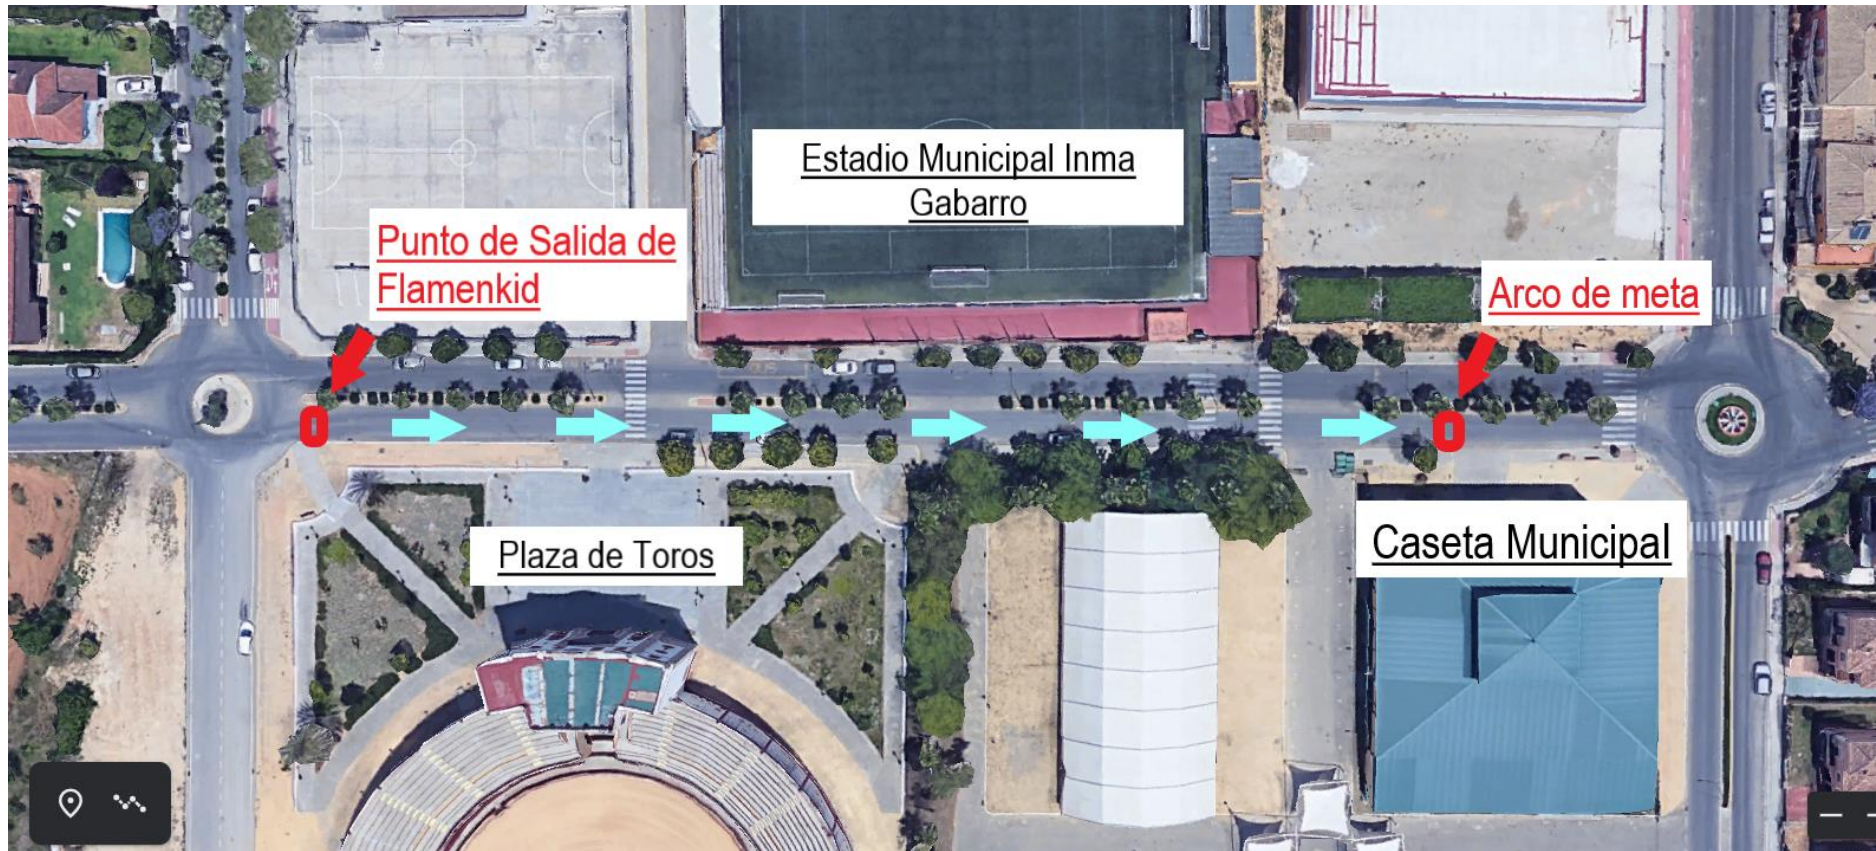 Estadio Municipal Inma
Gabarro
Punto de Salida de
Flamenkid
Arco de meta
Plaza de Toros
Caseta Municipal